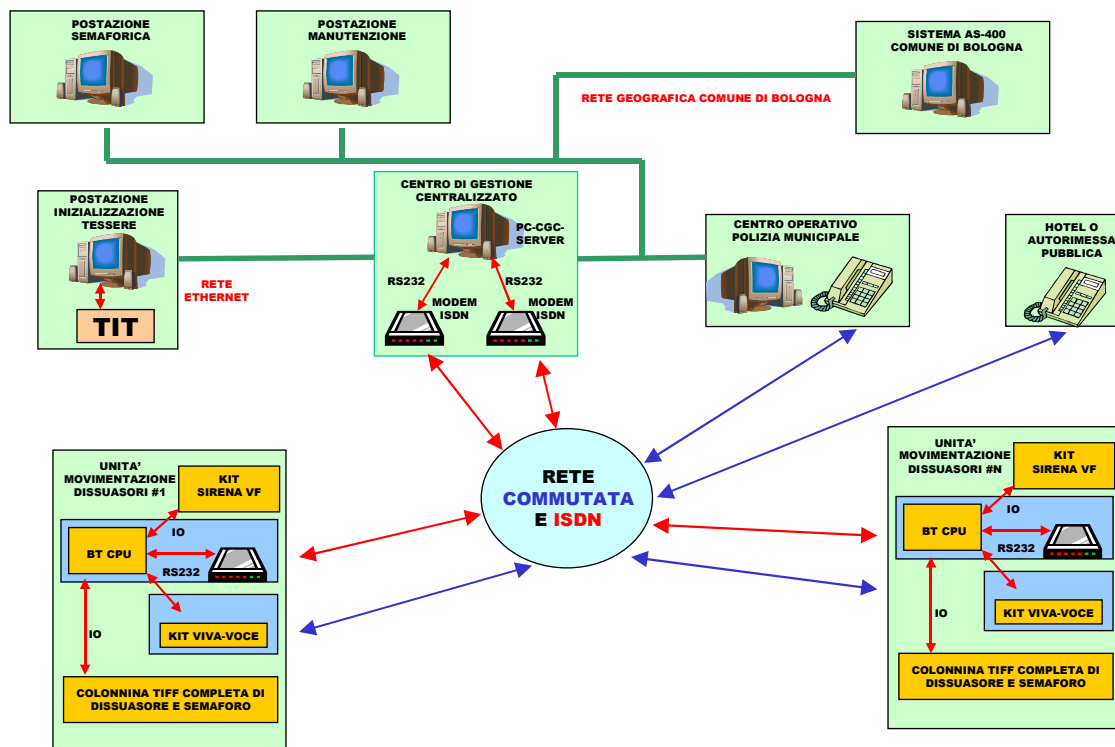 POSTAZIONE
SEMAFORICA
POSTAZIONE
MANUTENZIONE
SISTEMA AS-400
COMUNE DI BOLOGNA
RETE GEOGRAFICA COMUNE DI BOLOGNA
POSTAZIONE
INIZIALIZZAZIONE
TESSERE
TIT
RETE
ETHERNET
CENTRO DI GESTIONE
CENTRALIZZATO
PC-CGC-
SERVER
RS232
RS232
MODEM
ISDN
MODEM
ISDN
CENTRO OPERATIVO
POLIZIA MUNICIPALE
HOTEL O
AUTORIMESSA
PUBBLICA
RETE
COMMUTATA
E ISDN
UNITA'
MOVIMENTAZIONE
DISSUASORI #1
KIT
SIRENA VF
IO
BT CPU
RS232
KIT VIVA-VOCE
IO
COLONNINA TIFF COMPLETA DI
DISSUASORE E SEMAFORO
UNITA'
MOVIMENTAZIONE
DISSUASORI #N
KIT
SIRENA VF
IO
BT CPU
RS232
KIT VIVA-VOCE
IO
COLONNINA TIFF COMPLETA DI
DISSUASORE E SEMAFORO